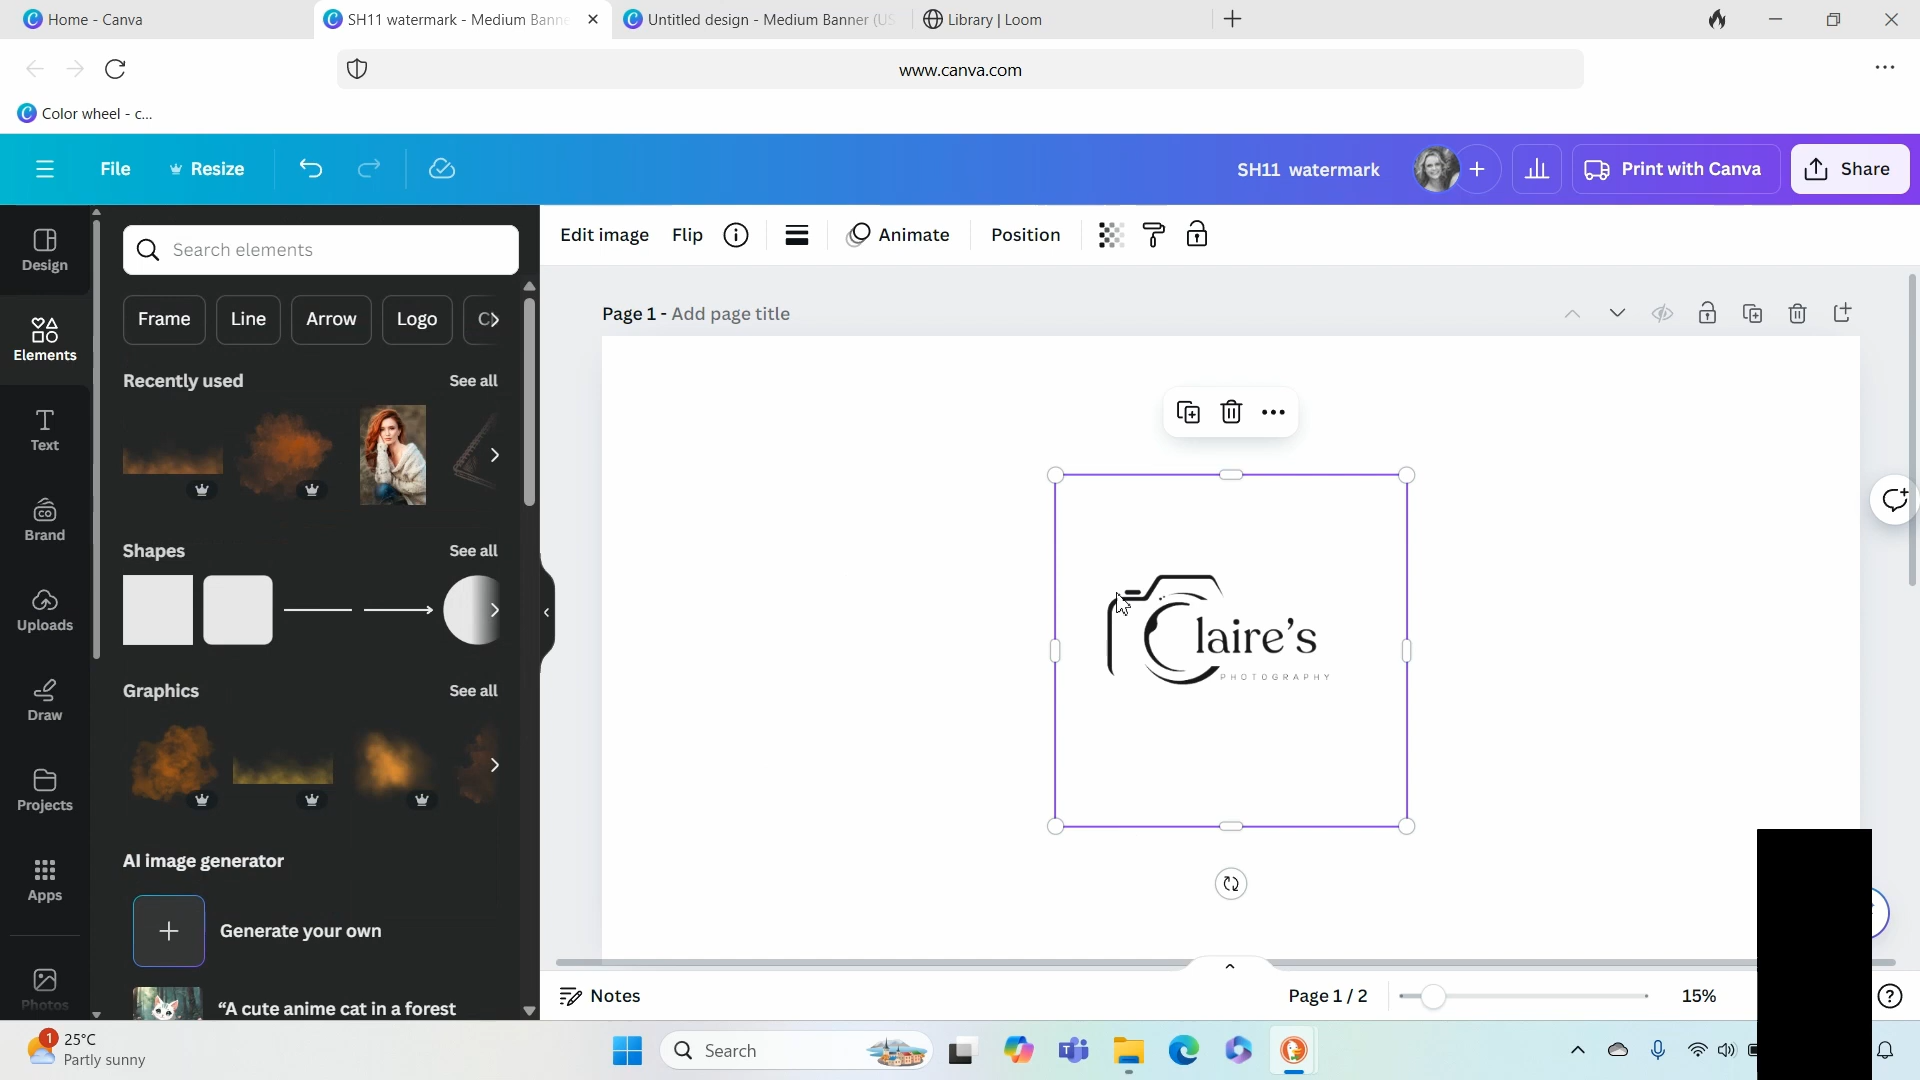 Home - Canva
SH11 watermark - Medium Banne
Untitled design - Medium Banner (US
Library | Loom
www.canva.com
Color wheel - c...
File
Resize
SH11 watermark
Print with Canva
Share
Design
Search elements
Edit image
Flip
Animate
Position
Elements
Frame
Line
Arrow
Logo
Page 1 - Add page title
Recently used
See all
Text
Brand
Shapes
See all
Uploads
Claire's
PHOTOGRAPHY
Graphics
See all
Draw
Projects
AI image generator
Apps
Generate your own
Photos
“A cute anime cat in a forest
Notes
Page 1 / 2
15%
1
25°C
Partly sunny
Search